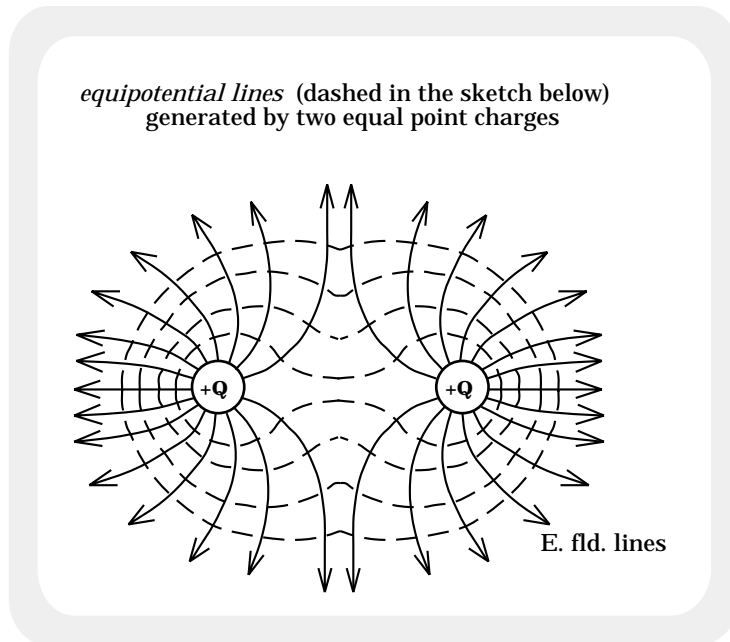 equipotential lines (dashed in the sketch below)
generated by two equal point charges
+Q
+Q
E. fld. lines